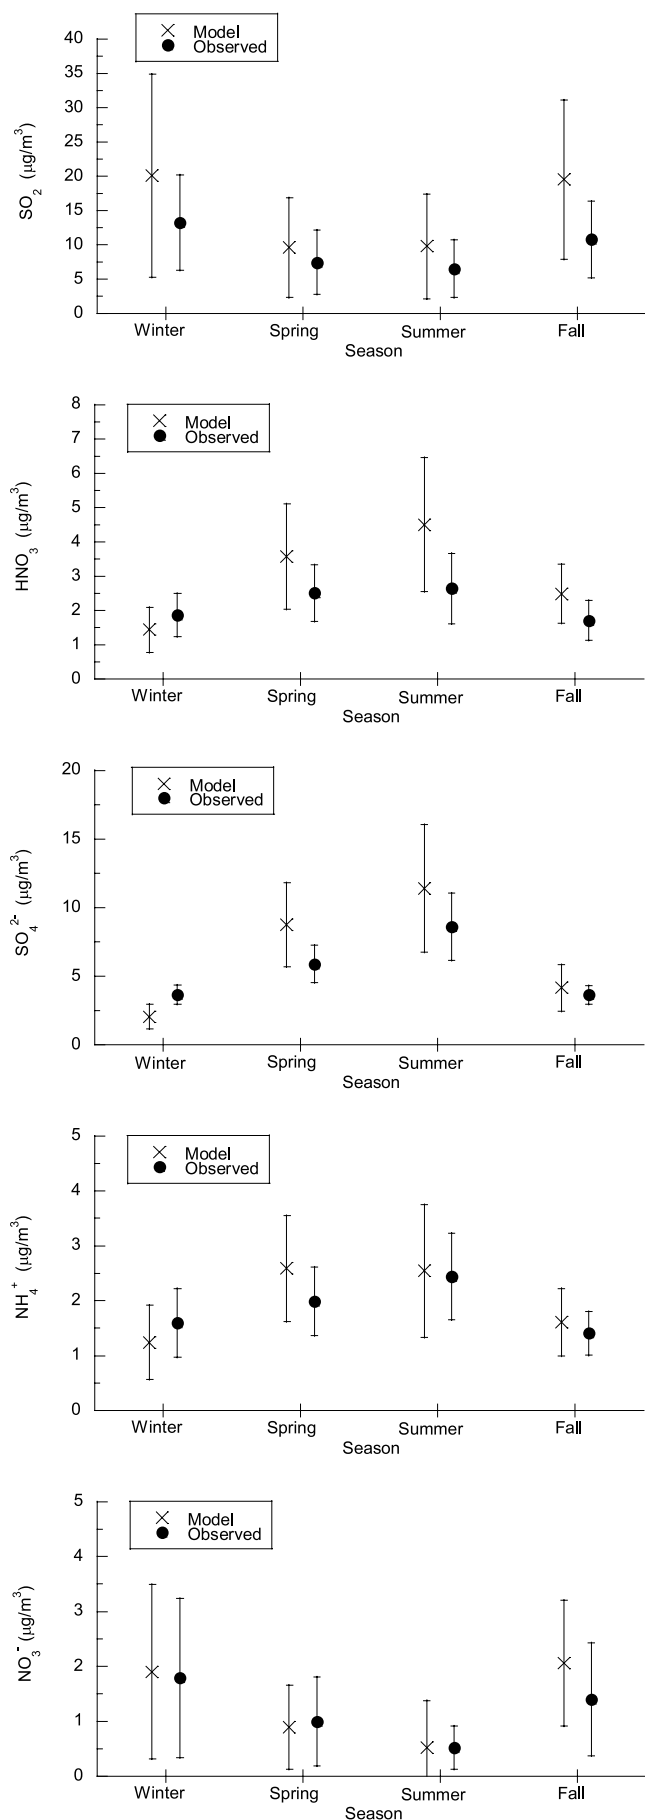 Model
Observed
40
35
30
25
20
15
10
5
0
SO2 (μg/m3)
Winter Spring Summer Fall
Season
Model
Observed
8
7
6
5
4
3
2
1
0
HNO3 (μg/m3)
Winter Spring Summer Fall
Season
Model
Observed
20
15
10
5
0
SO4 2- (μg/m3)
Winter Spring Summer Fall
Season
Model
Observed
5
4
3
2
1
0
NH4 + (μg/m3)
Winter Spring Summer Fall
Season
Model
Observed
5
4
3
2
1
0
NO3 - (μg/m3)
Winter Spring Summer Fall
Season